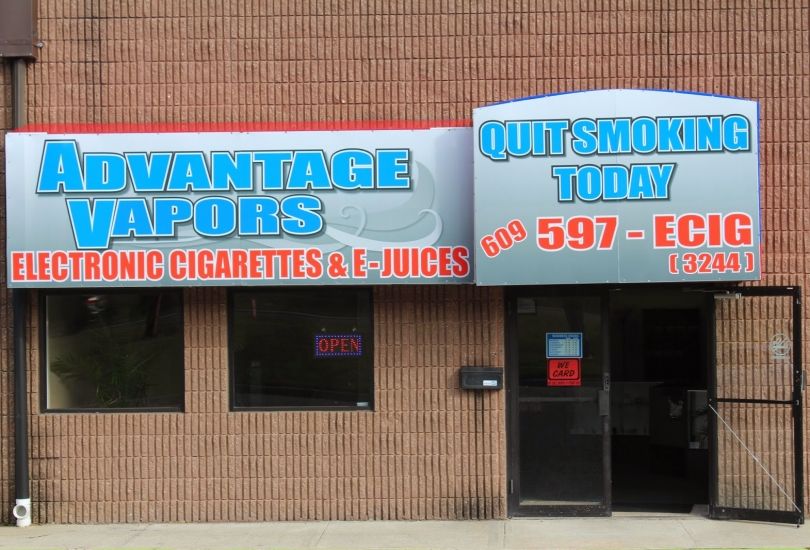 ADVANTAGE
VAPORS
ELECTRONIC CIGARETTES & E-JUICES
QUIT SMOKING
TODAY
609 597 - ECIG
( 3244 )
OPEN
WE
CARD